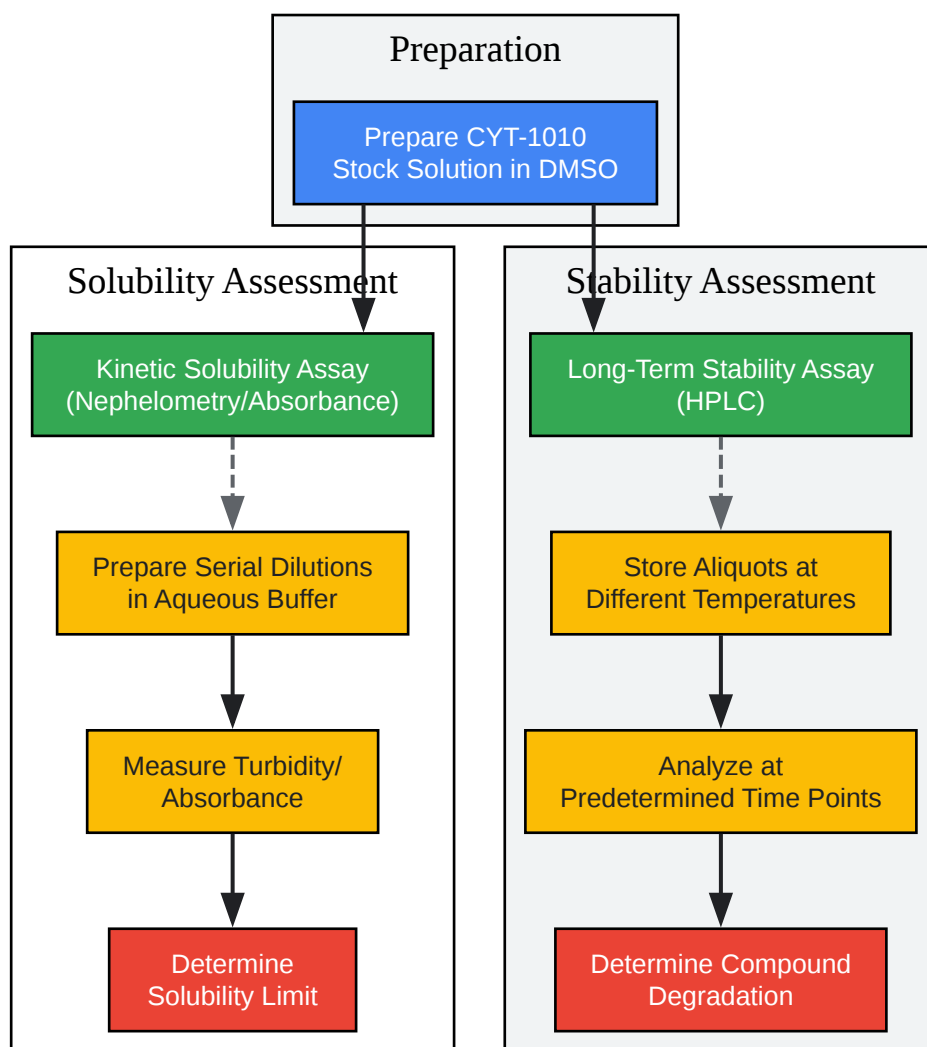 Preparation
Prepare CYT-1010
Stock Solution in DMSO
Solubility Assessment
Kinetic Solubility Assay
(Nephelometry/Absorbance)
Prepare Serial Dilutions
in Aqueous Buffer
Measure Turbidity/
Absorbance
Determine
Solubility Limit
Stability Assessment
Long-Term Stability Assay
(HPLC)
Store Aliquots at
Different Temperatures
Analyze at
Predetermined Time Points
Determine Compound
Degradation